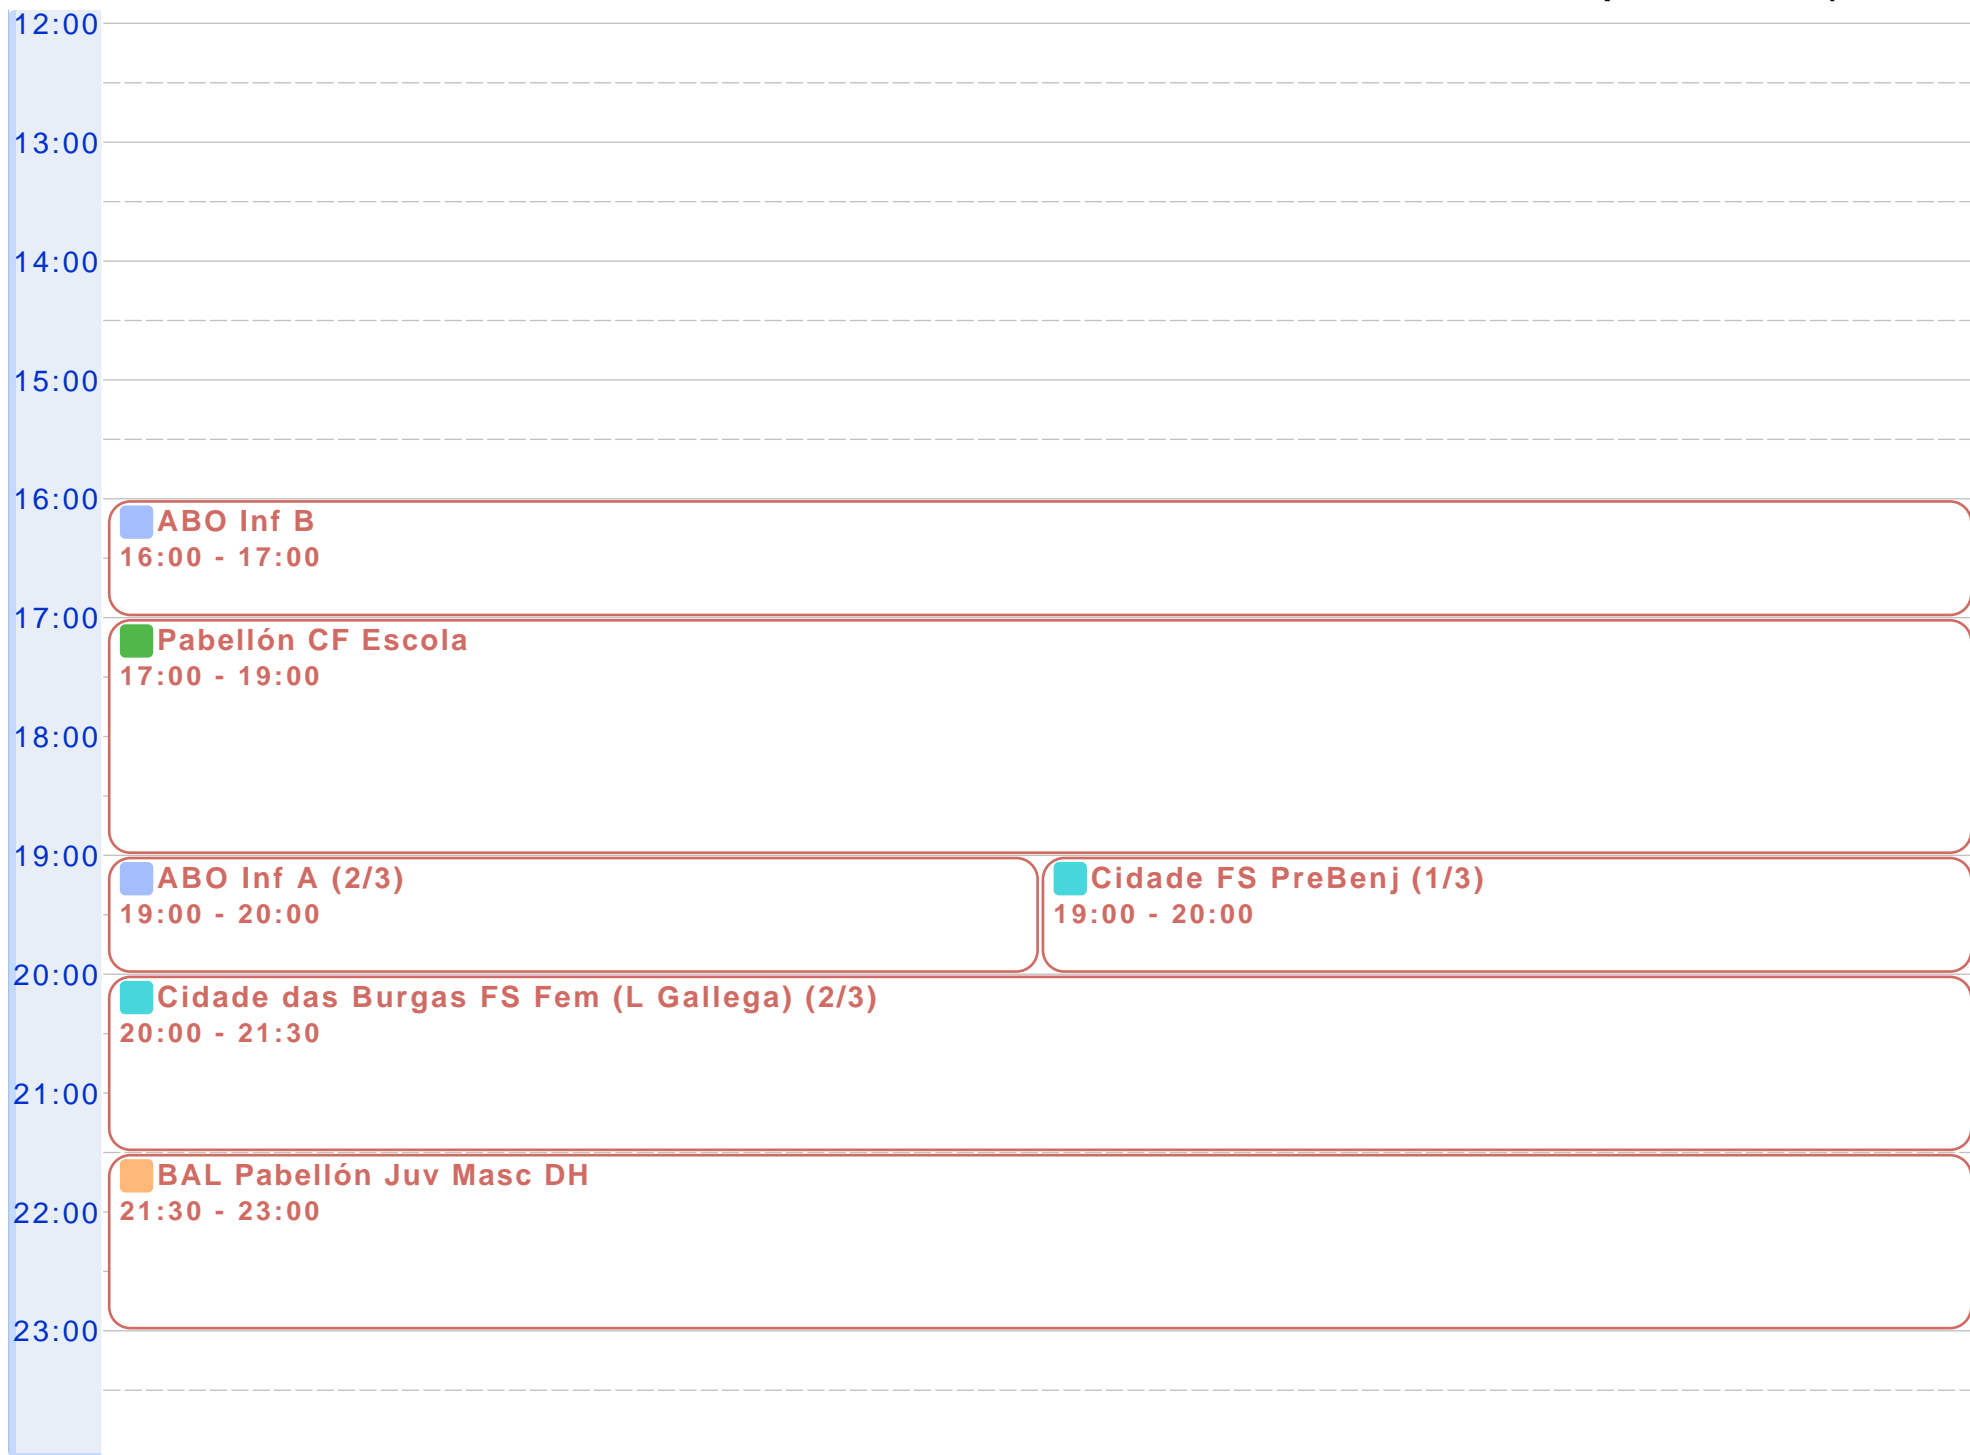 12:00
13:00
14:00
15:00
16:00
ABO Inf B
16:00 - 17:00
17:00
Pabellón CF Escola
17:00 - 19:00
18:00
19:00
ABO Inf A (2/3)
19:00 - 20:00
Cidade FS PreBenj (1/3)
19:00 - 20:00
20:00
Cidade das Burgas FS Fem (L Gallega) (2/3)
20:00 - 21:30
21:00
BAL Pabellón Juv Masc DH
21:30 - 23:00
22:00
23:00